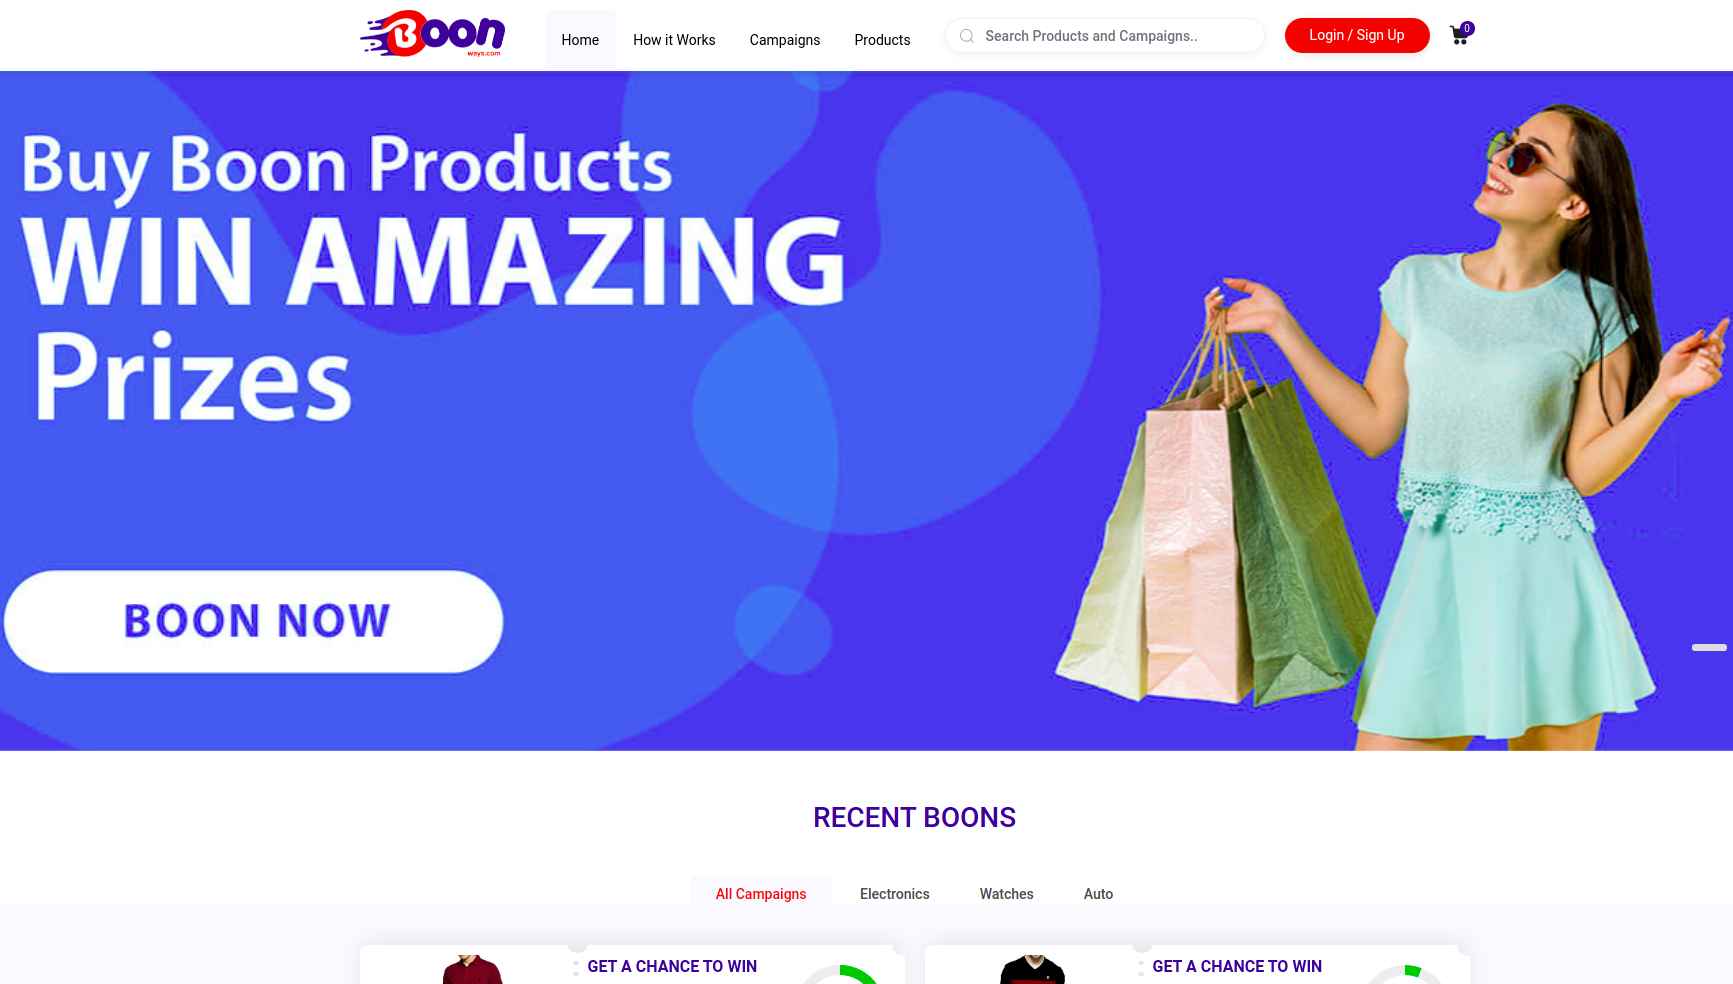 Boon
ways.com
Home
How it Works
Campaigns
Products
Search Products and Campaigns..
Login / Sign Up
0
Buy Boon Products
WIN AMAZING
Prizes
BOON NOW
RECENT BOONS
All Campaigns
Electronics
Watches
Auto
GET A CHANCE TO WIN
GET A CHANCE TO WIN